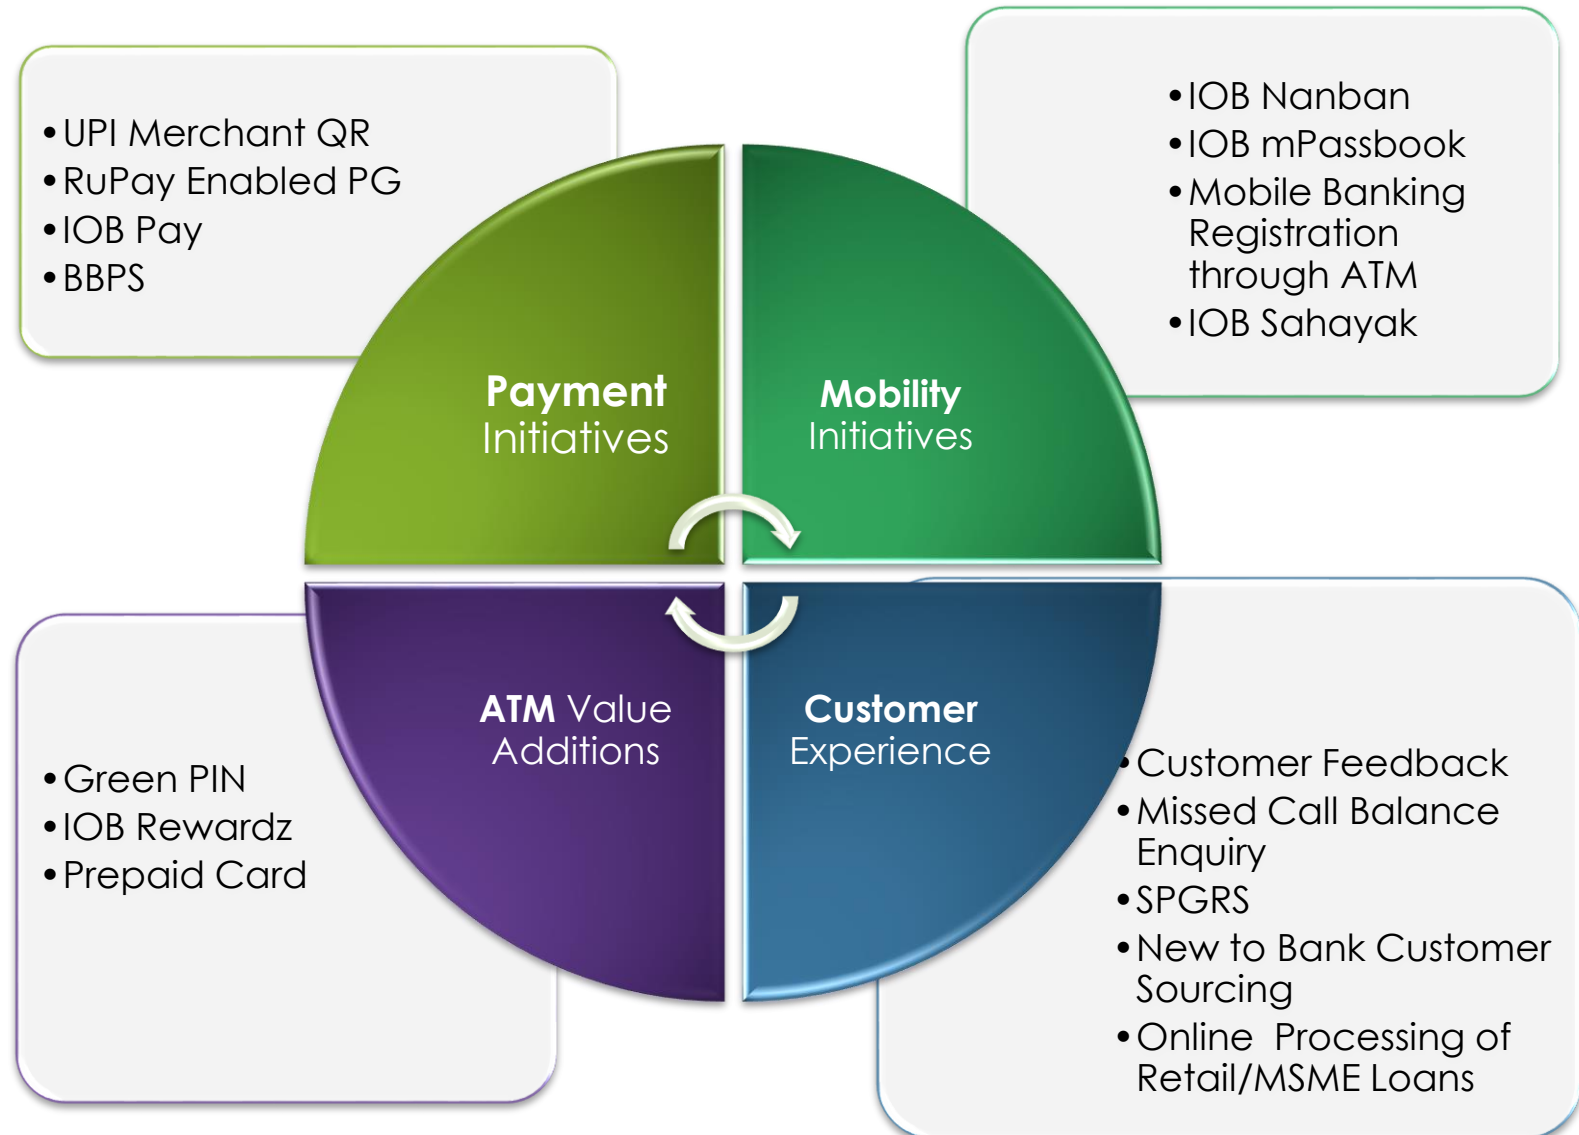 •UPI Merchant QR
•RuPay Enabled PG
•IOB Pay
•BBPS
•IOB Nanban
•IOB mPassbook
•Mobile Banking
Registration
through ATM
•IOB Sahayak
Payment
Initiatives
Mobility
Initiatives
ATM Value
Additions
Customer
Experience
•Green PIN
•IOB Rewardz
•Prepaid Card
•Customer Feedback
•Missed Call Balance
Enquiry
•SPGRS
•New to Bank Customer
Sourcing
•Online  Processing of
Retail/MSME Loans